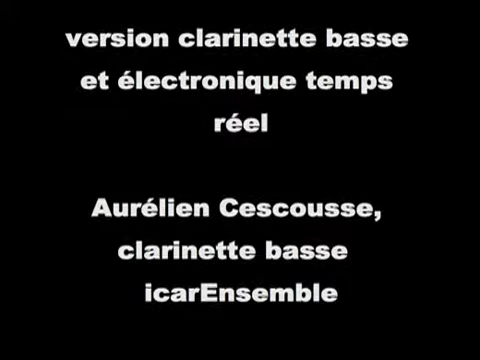 version clarinette basse
et électronique temps
réel
Aurélien Cescousse,
clarinette basse
icarEnsemble